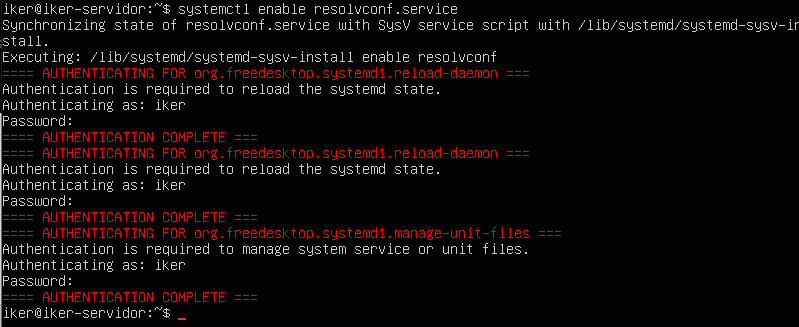 iker@iker-servidor:~$ systemctl enable resolvconf.service
Synchronizing state of resolvconf.service with SysV service script with /lib/systemd/systemd-sysv-in
stall.
Executing: /lib/systemd/systemd-sysv-install enable resolvconf
==== AUTHENTICATING FOR org.freedesktop.systemd1.reload-daemon ===
Authentication is required to reload the systemd state.
Authenticating as: iker
Password:
==== AUTHENTICATION COMPLETE ===
==== AUTHENTICATING FOR org.freedesktop.systemd1.reload-daemon ===
Authentication is required to reload the systemd state.
Authenticating as: iker
Password:
==== AUTHENTICATION COMPLETE ===
==== AUTHENTICATING FOR org.freedesktop.systemd1.manage-unit-files ===
Authentication is required to manage system service or unit files.
Authenticating as: iker
Password:
==== AUTHENTICATION COMPLETE ===
iker@iker-servidor:~$ _